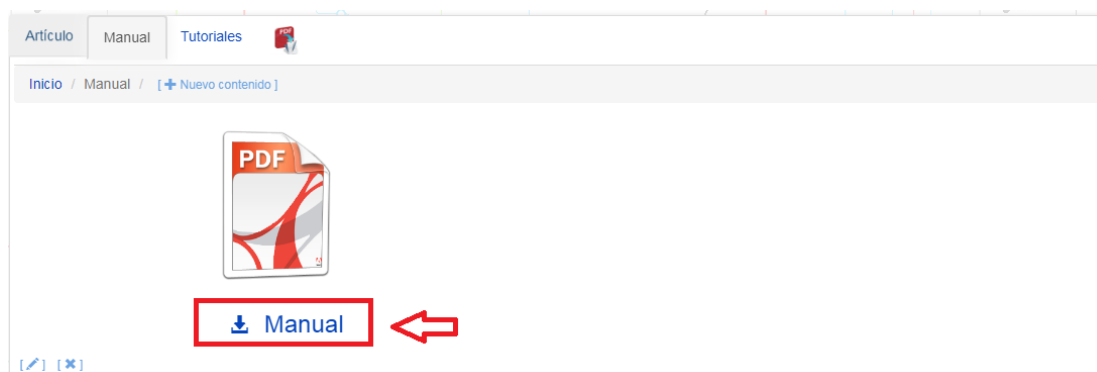 Artículo Manual Tutoriales PDF
Inicio / Manual / [ + Nuevo contenido ]
PDF
Manual